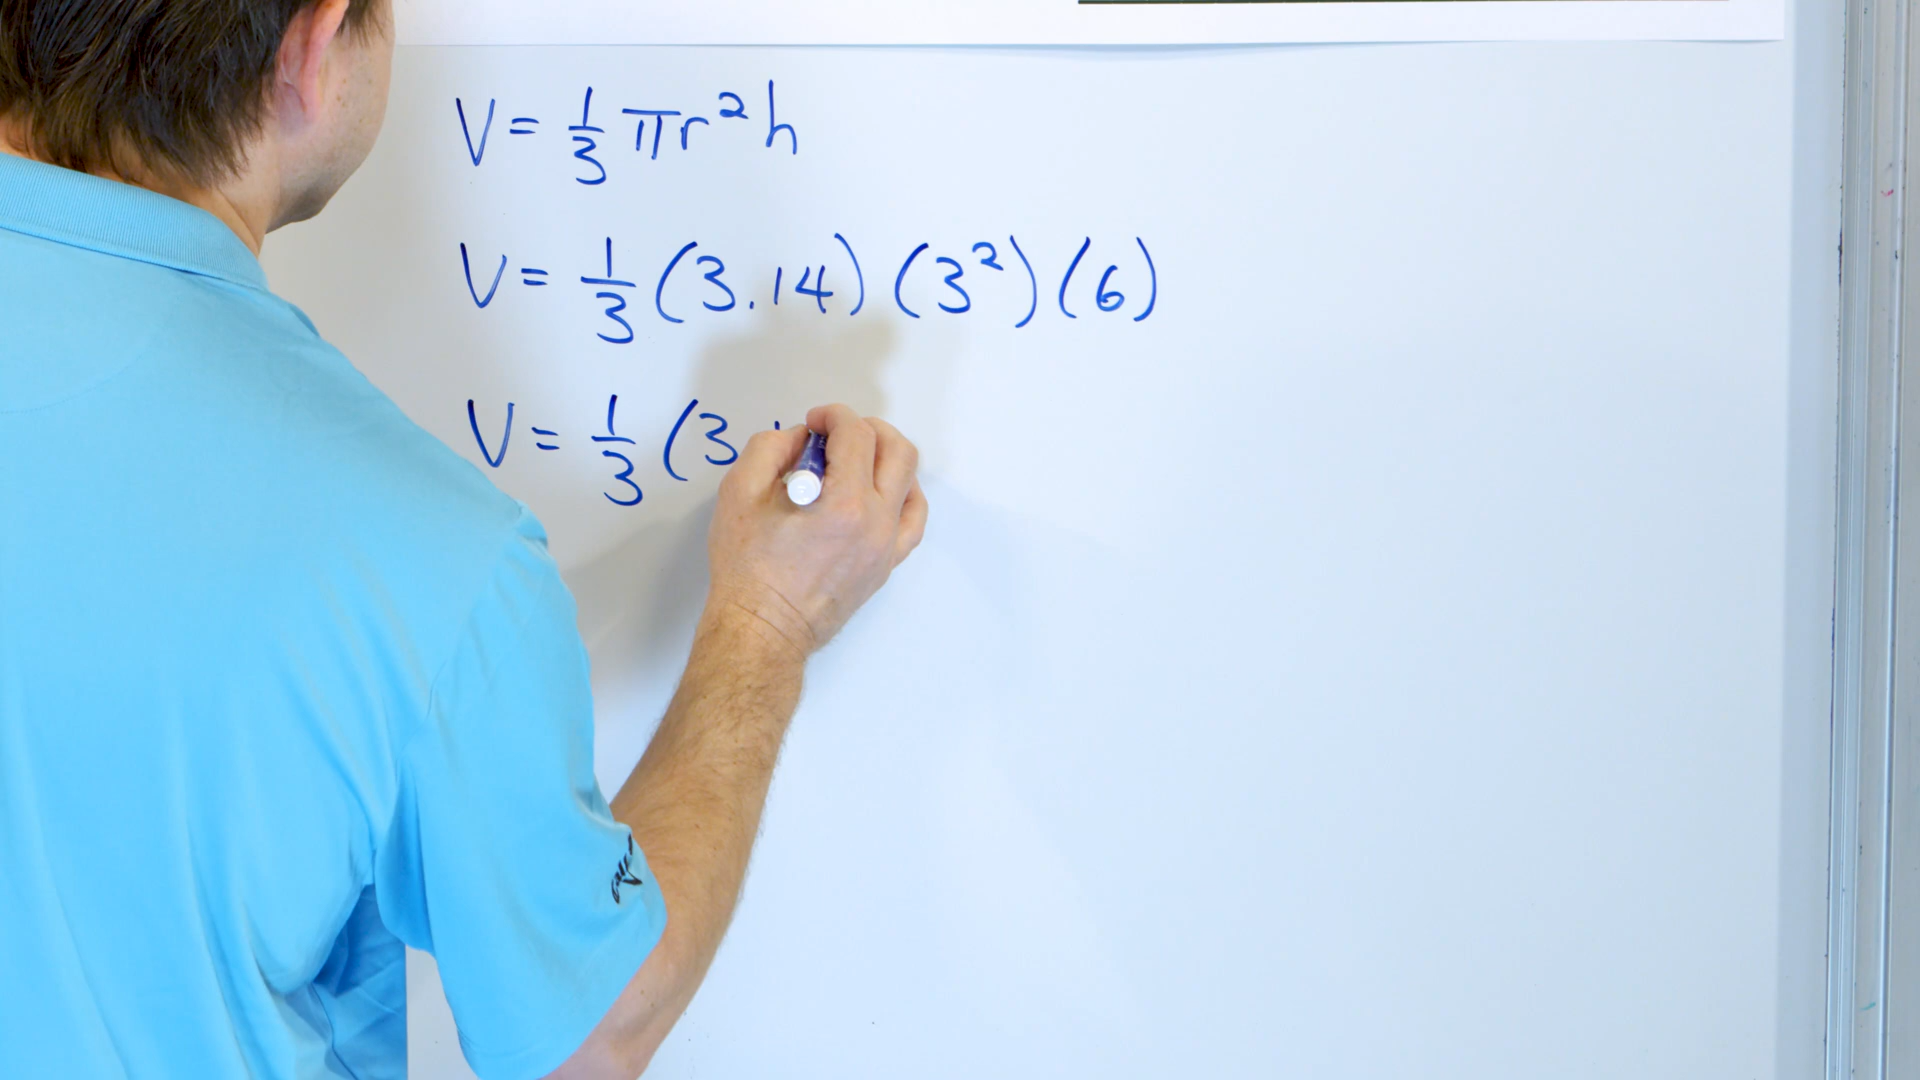 V = 1/3 πr²h
V = 1/3 (3.14) (3²) (6)
V = 1/3 (3.